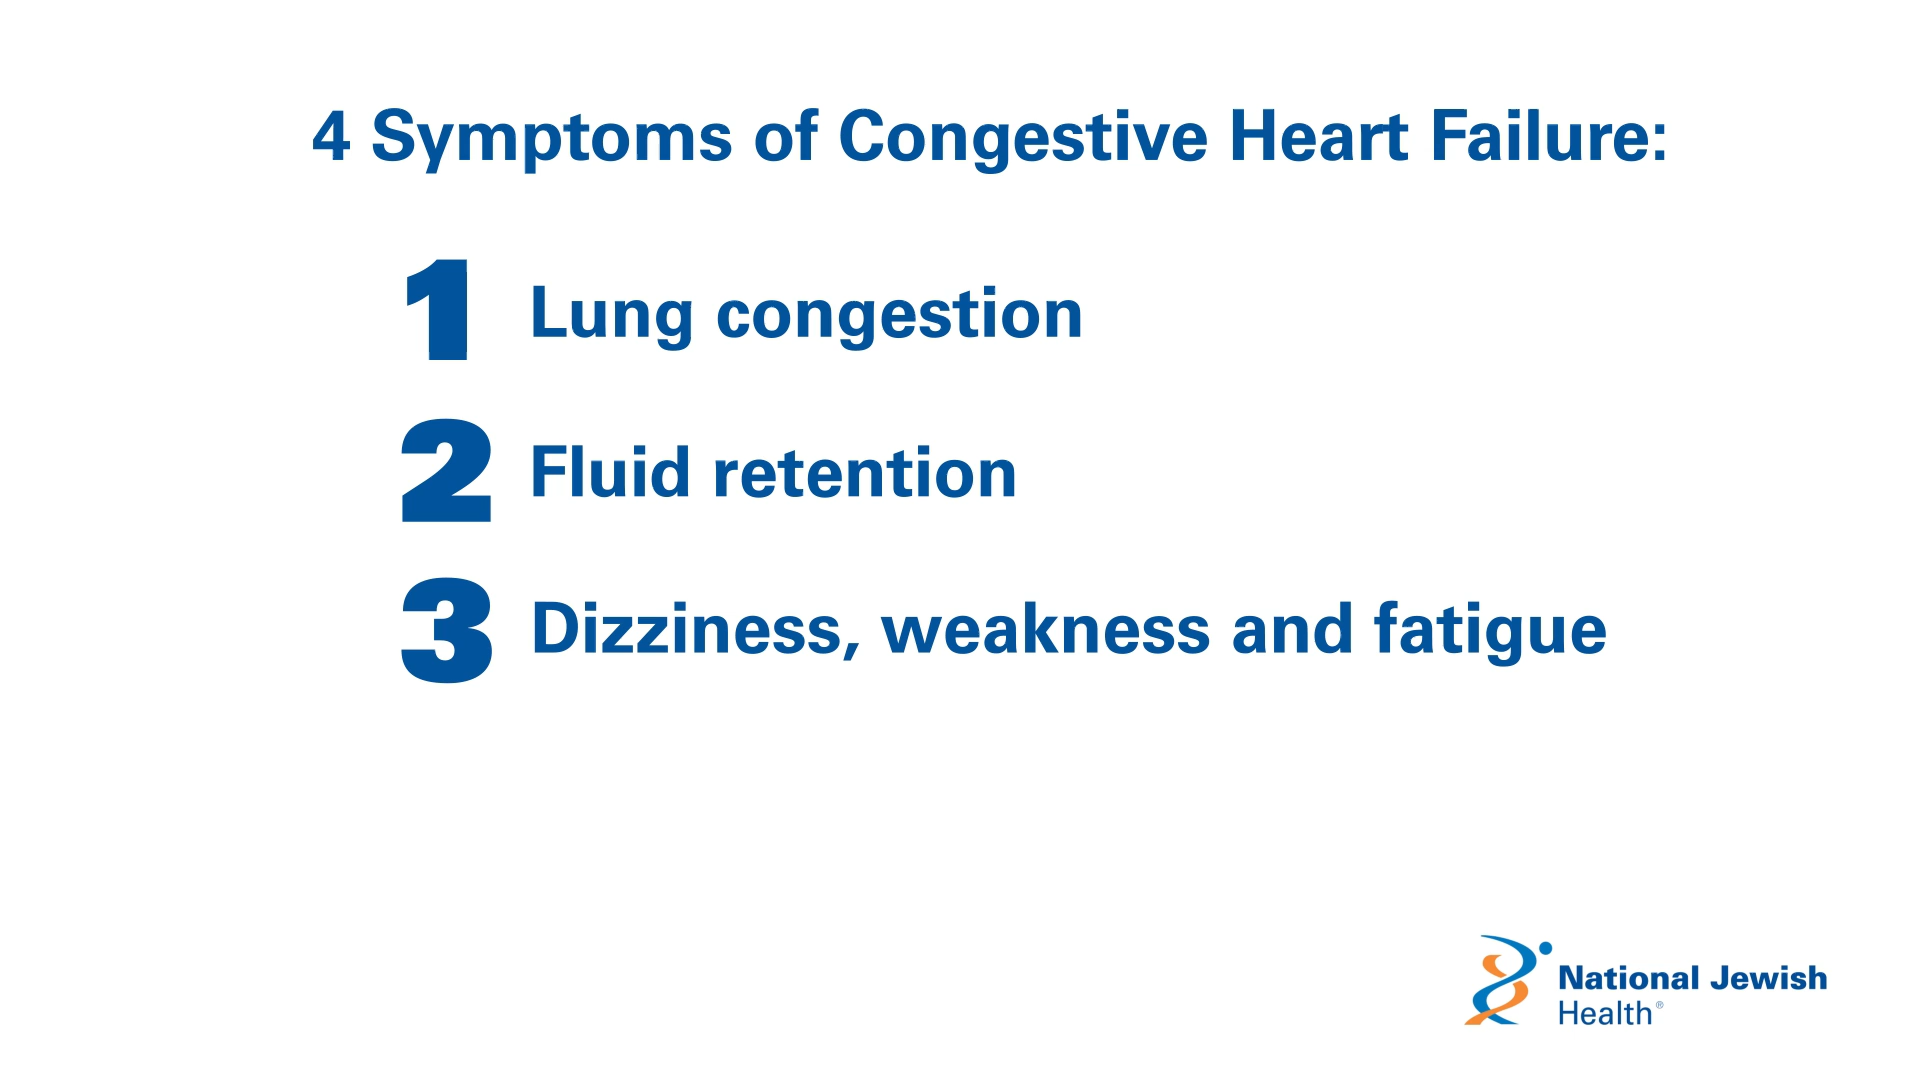 4 Symptoms of Congestive Heart Failure:
1 Lung congestion
2 Fluid retention
3 Dizziness, weakness and fatigue
National Jewish
Health®